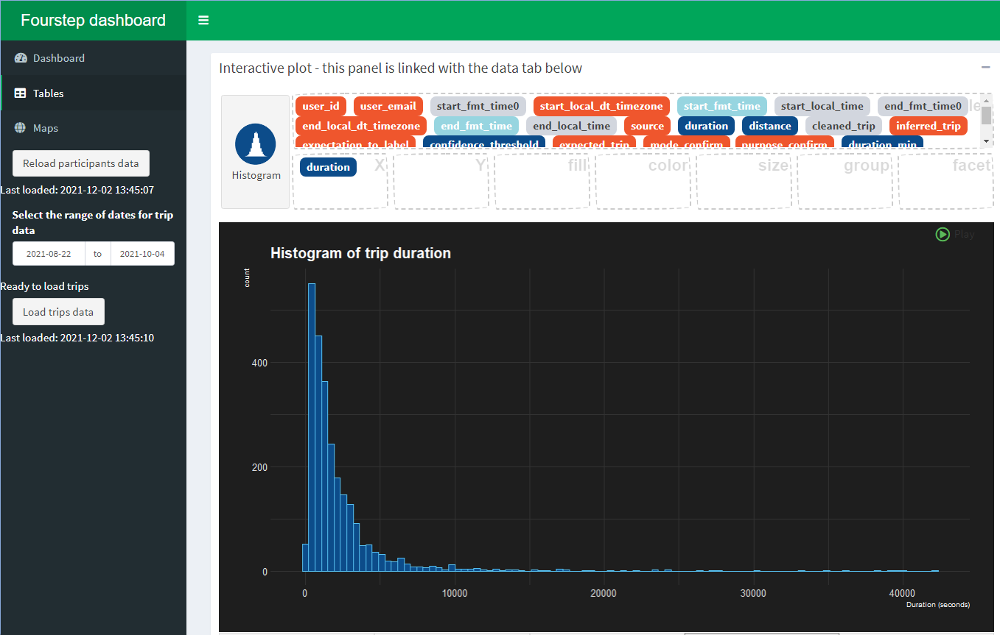 Fourstep dashboard
Dashboard
Tables
Maps
Reload participants data
Last loaded: 2021-12-02 13:45:07
Select the range of dates for trip
data
2021-08-22 to 2021-10-04
Ready to load trips
Load trips data
Last loaded: 2021-12-02 13:45:10
Interactive plot - this panel is linked with the data tab below
Histogram
user_id user_email start_fmt_time0 start_local_dt_timezone start_fmt_time start_local_time end_fmt_time0
end_local_dt_timezone end_fmt_time end_local_time source duration distance cleaned_trip inferred_trip
expectation_to_label confidence_threshold expected_trip mode_confirm purpose_confirm duration_min
duration X Y fill color size group facet
Play
Histogram of trip duration
count
400
200
0
0 10000 20000 30000 40000
Duration (seconds)